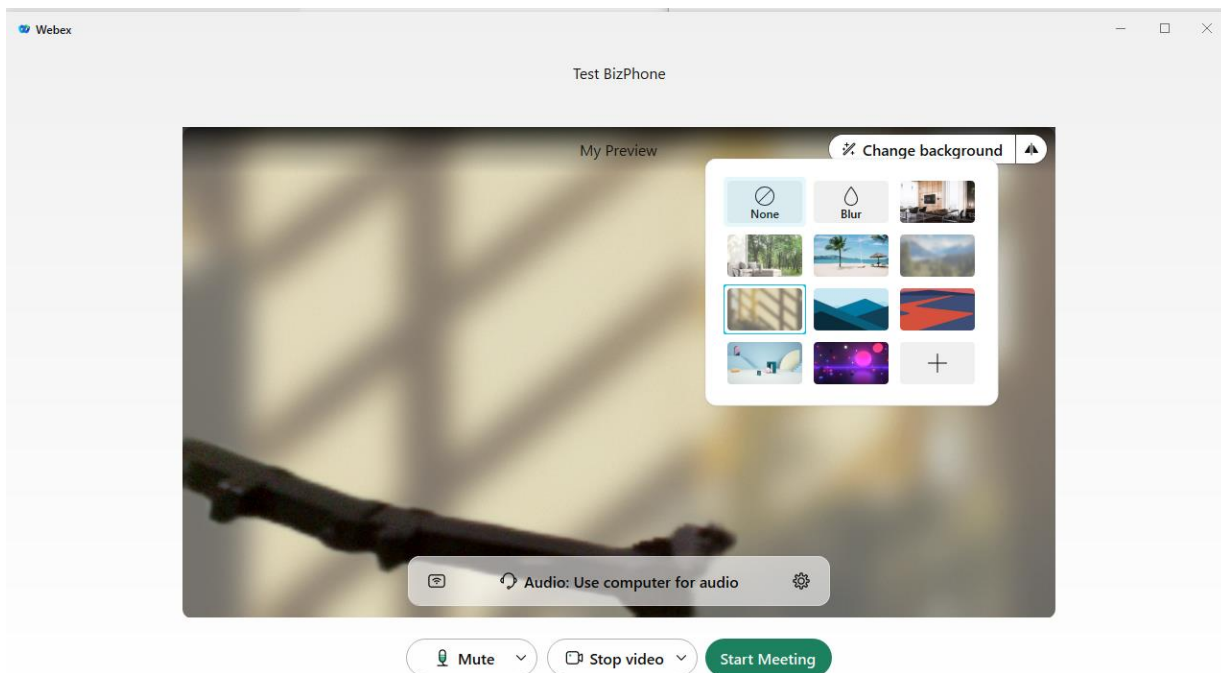 Webex
Test BizPhone
My Preview
Change background
None
Blur
Audio: Use computer for audio
Mute
Stop video
Start Meeting